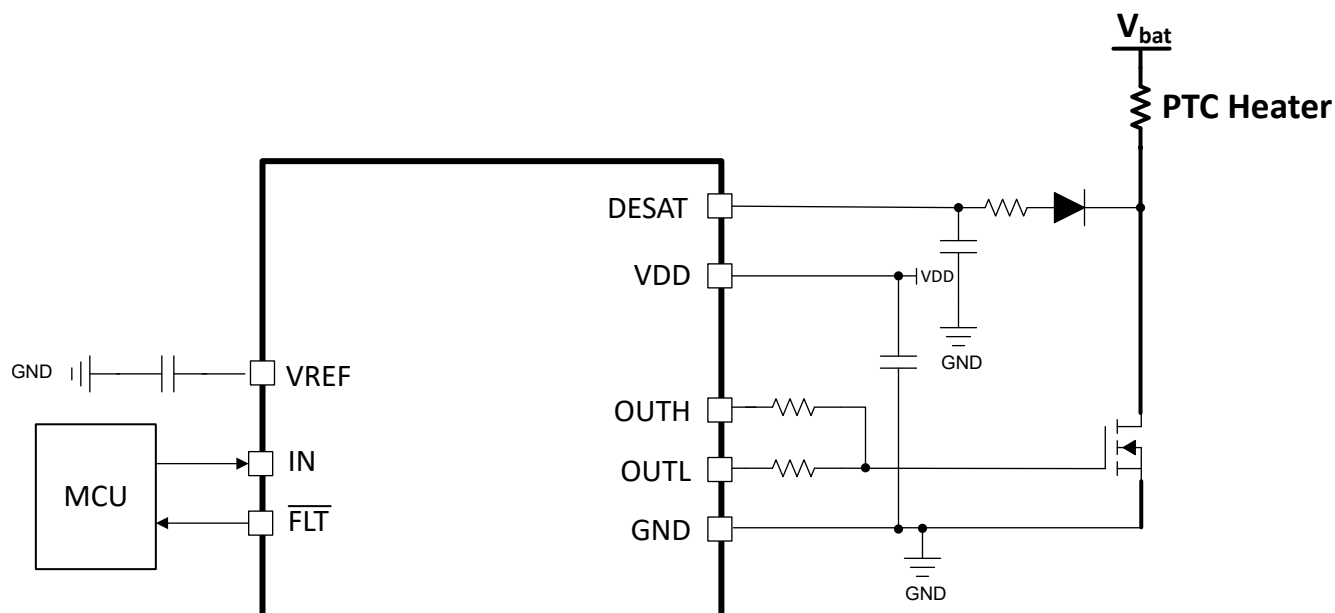 Vbat
PTC Heater
DESAT
VDD
VDD
GND
GND
VREF
OUTH
IN
OUTL
MCU
FLT
GND
GND